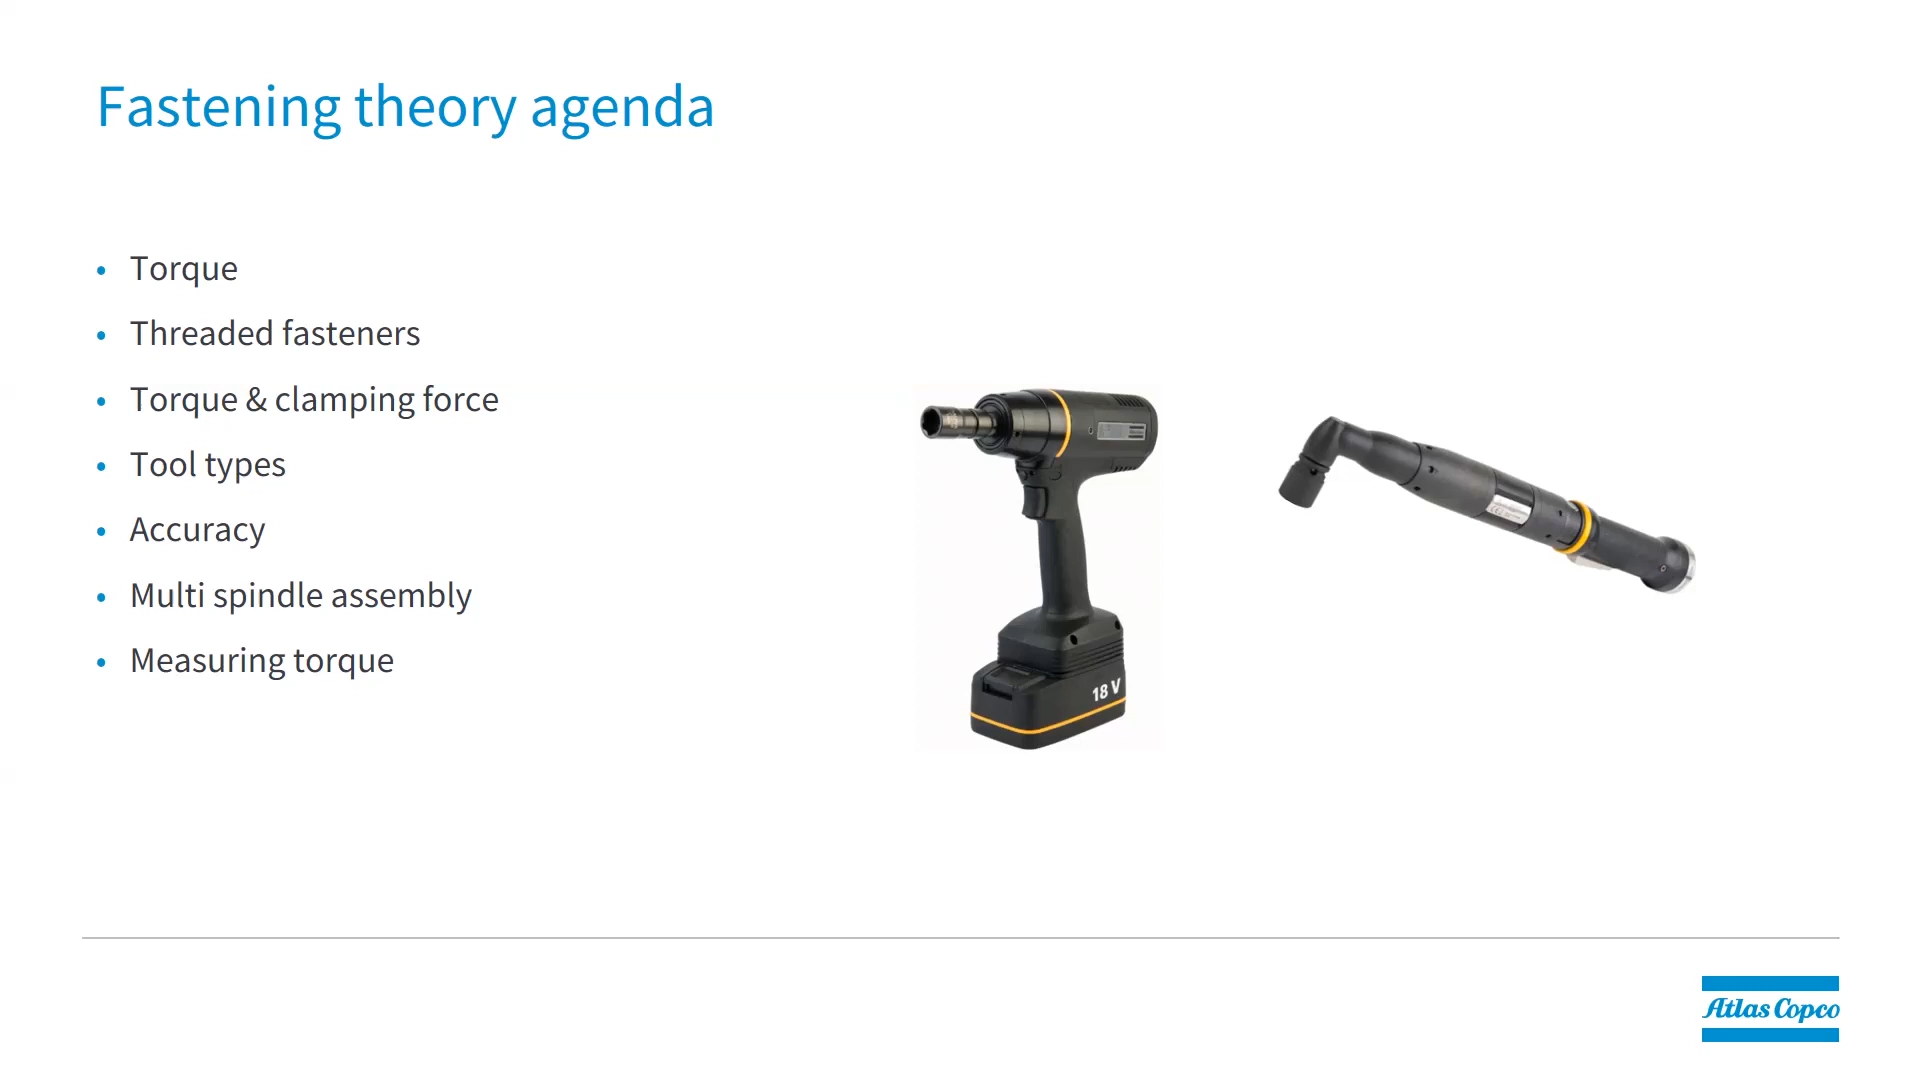 Fastening theory agenda
• Torque
• Threaded fasteners
• Torque & clamping force
• Tool types
• Accuracy
• Multi spindle assembly
• Measuring torque
18 V
Atlas Copco